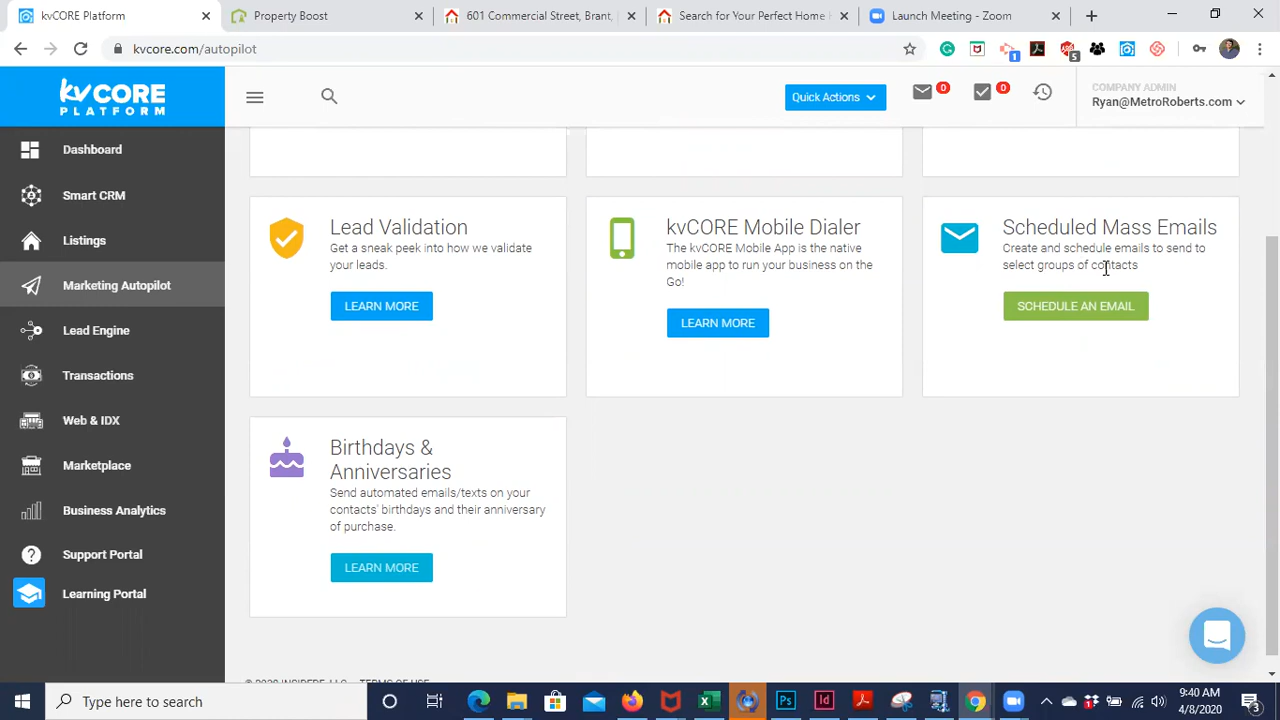 kvCORE Platform
Property Boost
601 Commercial Street, Brant,
Search for Your Perfect Home
Launch Meeting - Zoom
kvcore.com/autopilot
1
5
kvCORE
PLATFORM
Quick Actions
0
0
COMPANY ADMIN
Ryan@MetroRoberts.com
Dashboard
Smart CRM
Listings
Marketing Autopilot
Lead Engine
Transactions
Web & IDX
Marketplace
Business Analytics
Support Portal
Learning Portal
Lead Validation
Get a sneak peek into how we validate
your leads.
LEARN MORE
kvCORE Mobile Dialer
The kvCORE Mobile App is the native
mobile app to run your business on the
Go!
LEARN MORE
Scheduled Mass Emails
Create and schedule emails to send to
select groups of contacts
SCHEDULE AN EMAIL
Birthdays &
Anniversaries
Send automated emails/texts on your
contacts' birthdays and their anniversary
of purchase.
LEARN MORE
Type here to search
9:40 AM
4/8/2020
3